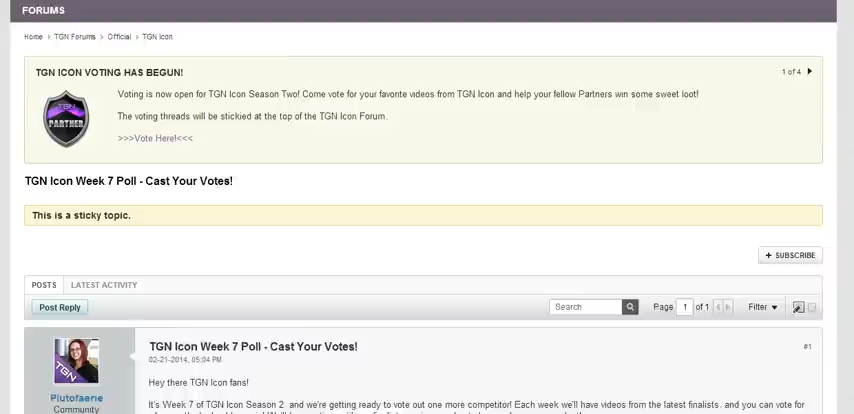 FORUMS
Home > TGN Forums > Official > TGN Icon
TGN ICON VOTING HAS BEGUN!
1 of 4
Voting is now open for TGN Icon Season Two! Come vote for your favorite videos from TGN Icon and help your fellow Partners win some sweet loot!
TGN
PARTNER
The voting threads will be stickied at the top of the TGN Icon Forum.
>>>Vote Here!<<<
TGN Icon Week 7 Poll - Cast Your Votes!
This is a sticky topic.
+ SUBSCRIBE
POSTS
LATEST ACTIVITY
Post Reply
Search
Page 1 of 1
Filter
TGN Icon Week 7 Poll - Cast Your Votes!
#1
02-21-2014, 05:04 PM
Hey there TGN Icon fans!
TGN
Plutofaerie
Community
It's Week 7 of TGN Icon Season 2 and we're getting ready to vote out one more competitor! Each week we'll have videos from the latest finalists, and you can vote for